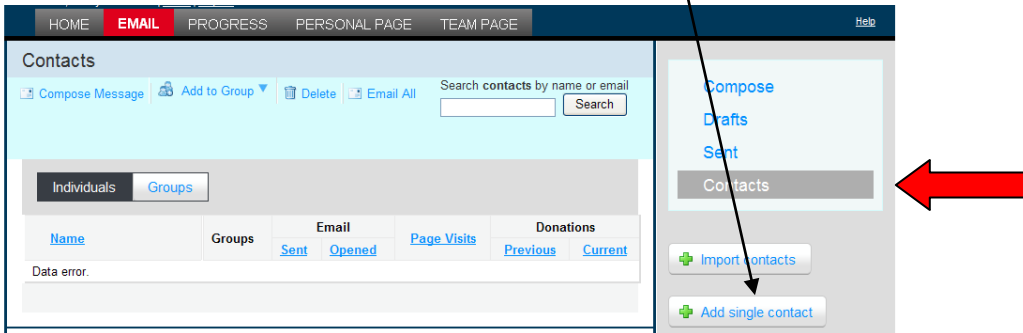 HOME EMAIL PROGRESS PERSONAL PAGE TEAM PAGE Help
Contacts
Compose Message Add to Group Delete Email All
Search contacts by name or email
Search
Individuals Groups
Name Groups Email Page Visits Donations
Sent Opened Previous Current
Data error.
Compose
Drafts
Sent
Contacts
Import contacts
Add single contact